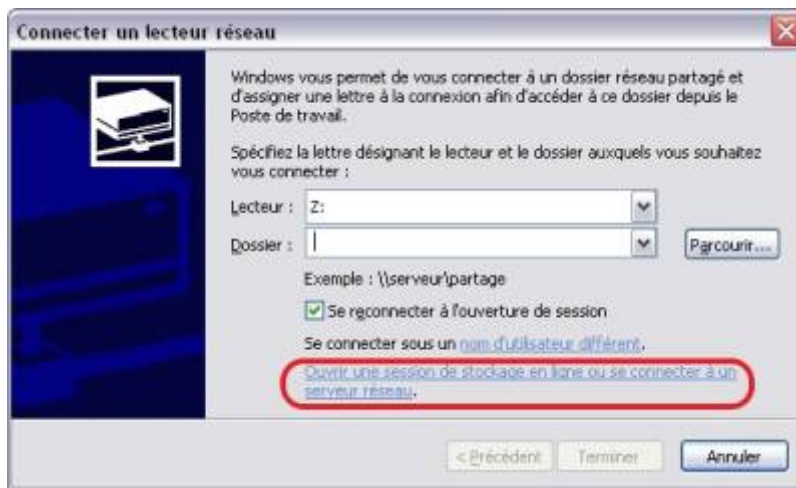 Connecter un lecteur réseau
Windows vous permet de vous connecter à un dossier réseau partagé et
d'assigner une lettre à la connexion afin d'accéder à ce dossier depuis le
Poste de travail.
Spécifiez la lettre désignant le lecteur et le dossier auxquels vous souhaitez
vous connecter :
Lecteur : Z:
Dossier : Parcourir...
Exemple : \\serveur\partage
Se reconnecter à l'ouverture de session
Se connecter sous un nom d'utilisateur différent.
Ouvrir une session de stockage en ligne ou se connecter à un
serveur réseau.
< Précédent Terminer Annuler